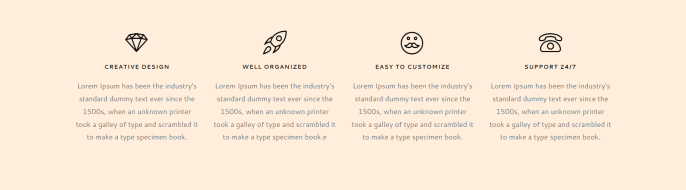 CREATIVE DESIGN
Lorem Ipsum has been the industry's
standard dummy text ever since the
1500s, when an unknown printer
took a galley of type and scrambled it
to make a type specimen book.
WELL ORGANIZED
Lorem Ipsum has been the industry's
standard dummy text ever since the
1500s, when an unknown printer
took a galley of type and scrambled it
to make a type specimen book.e
EASY TO CUSTOMIZE
Lorem Ipsum has been the industry's
standard dummy text ever since the
1500s, when an unknown printer
took a galley of type and scrambled it
to make a type specimen book.
SUPPORT 24/7
Lorem Ipsum has been the industry's
standard dummy text ever since the
1500s, when an unknown printer
took a galley of type and scrambled it
to make a type specimen book.